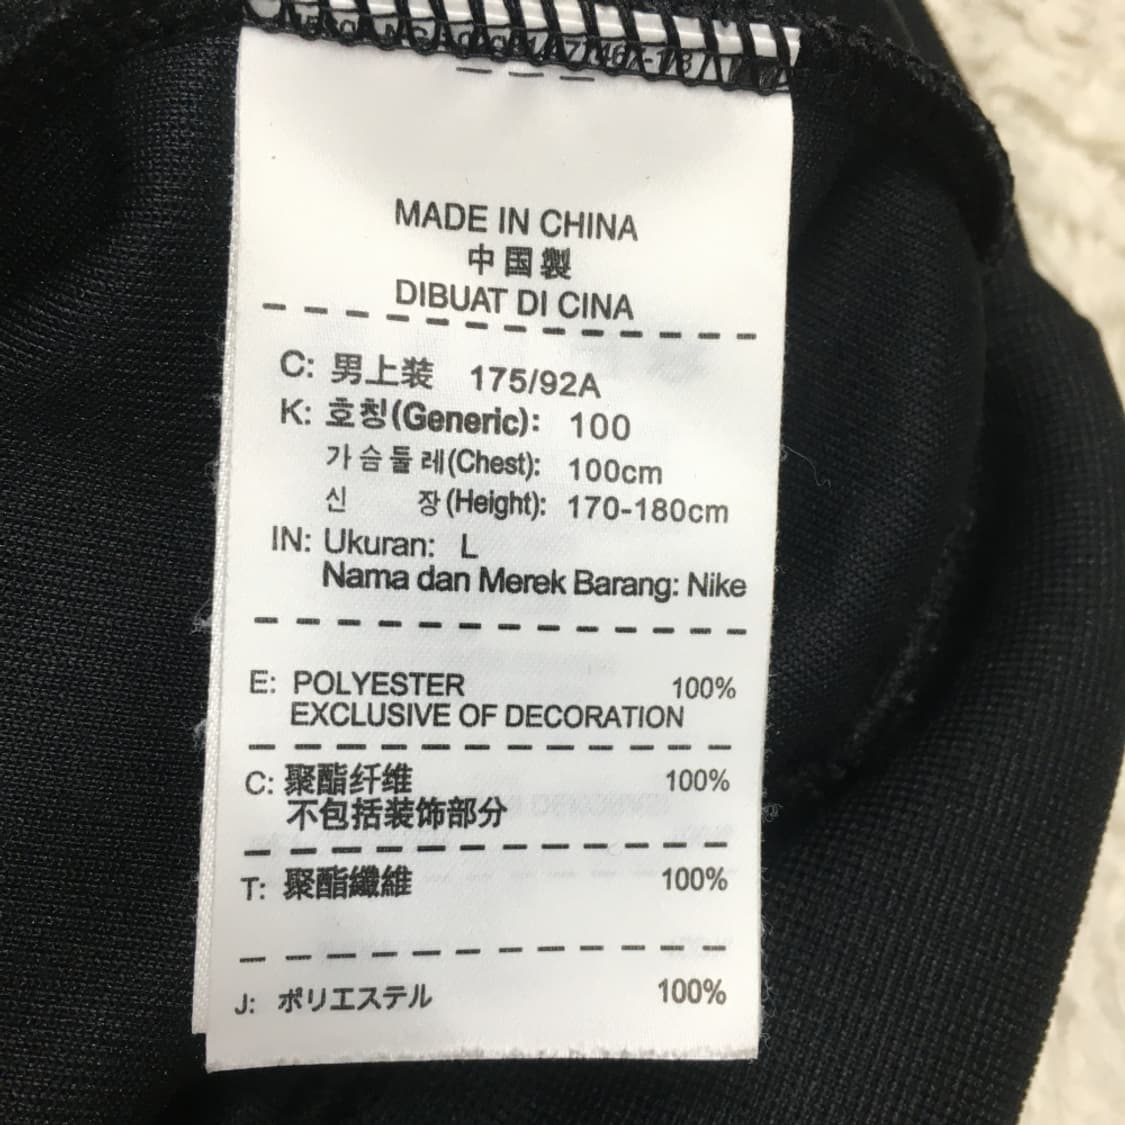 MADE IN CHINA
中国製
DIBUAT DI CINA
C: 男上装 175/92A
K: 호칭(Generic): 100
가슴둘레(Chest): 100cm
신 장(Height): 170-180cm
IN: Ukuran: L
Nama dan Merek Barang: Nike
E: POLYESTER 100%
EXCLUSIVE OF DECORATION
C: 聚酯纤维 100%
不包括装饰部分
T: 聚酯纖維 100%
J: ポリエステル 100%